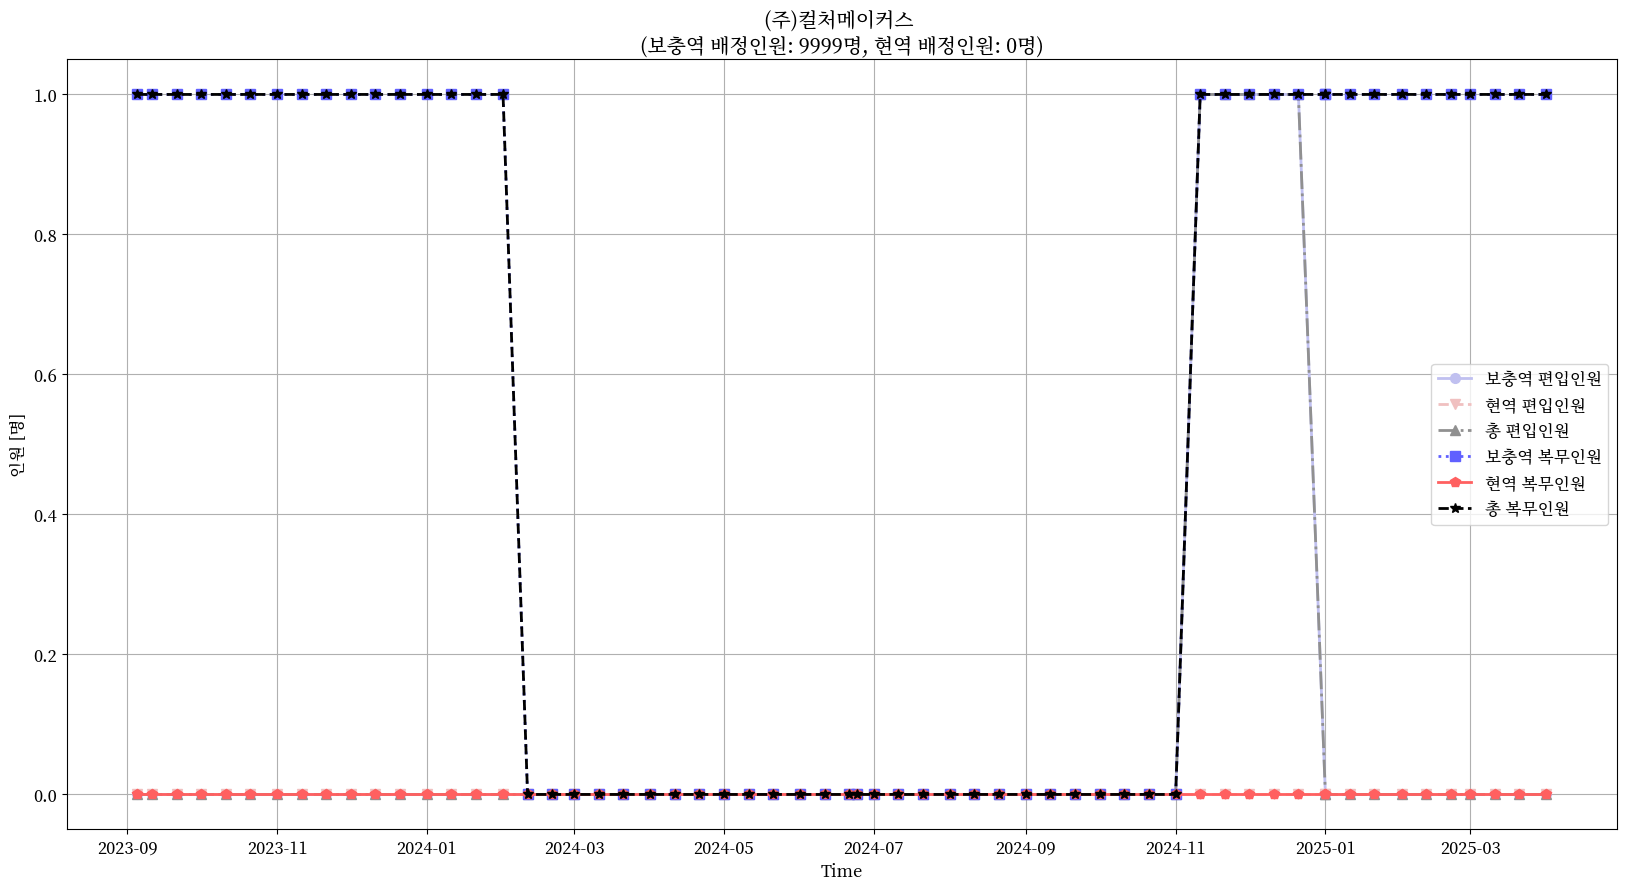 (주)컬처메이커스
(보충역 배정인원: 9999명, 현역 배정인원: 0명)
인원 [명]
1.0
0.8
0.6
0.4
0.2
0.0
보충역 편입인원
현역 편입인원
총 편입인원
보충역 복무인원
현역 복무인원
총 복무인원
2023-09 2023-11 2024-01 2024-03 2024-05 2024-07 2024-09 2024-11 2025-01 2025-03
Time